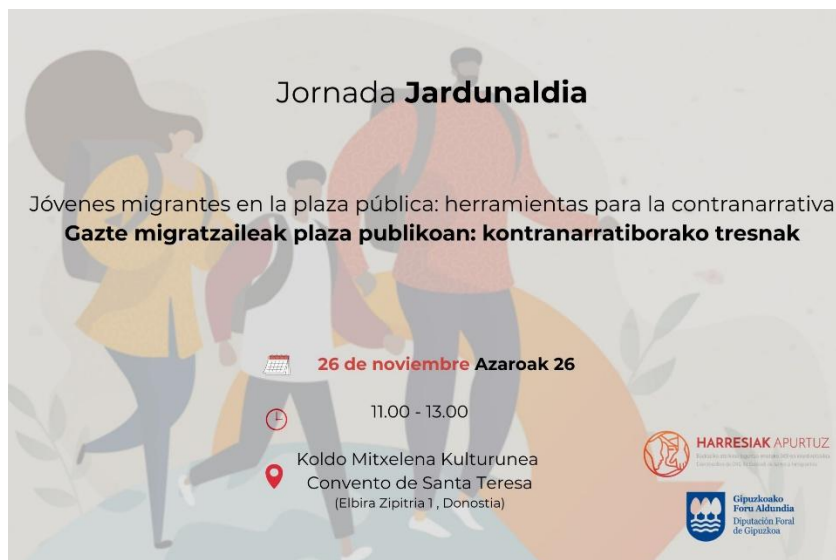 Jornada Jardunaldia
Jóvenes migrantes en la plaza pública: herramientas para la contranarrativa
Gazte migratzaileak plaza publikoan: kontranarratiborako tresnak
26 de noviembre Azaroak 26
11.00 - 13.00
Koldo Mitxelena Kulturunea
Convento de Santa Teresa
(Elbira Zipitria 1 , Donostia)
HARRESIAK APURTUZ
Gipuzkoako
Foru Aldundia
Diputación Foral
de Gipuzkoa